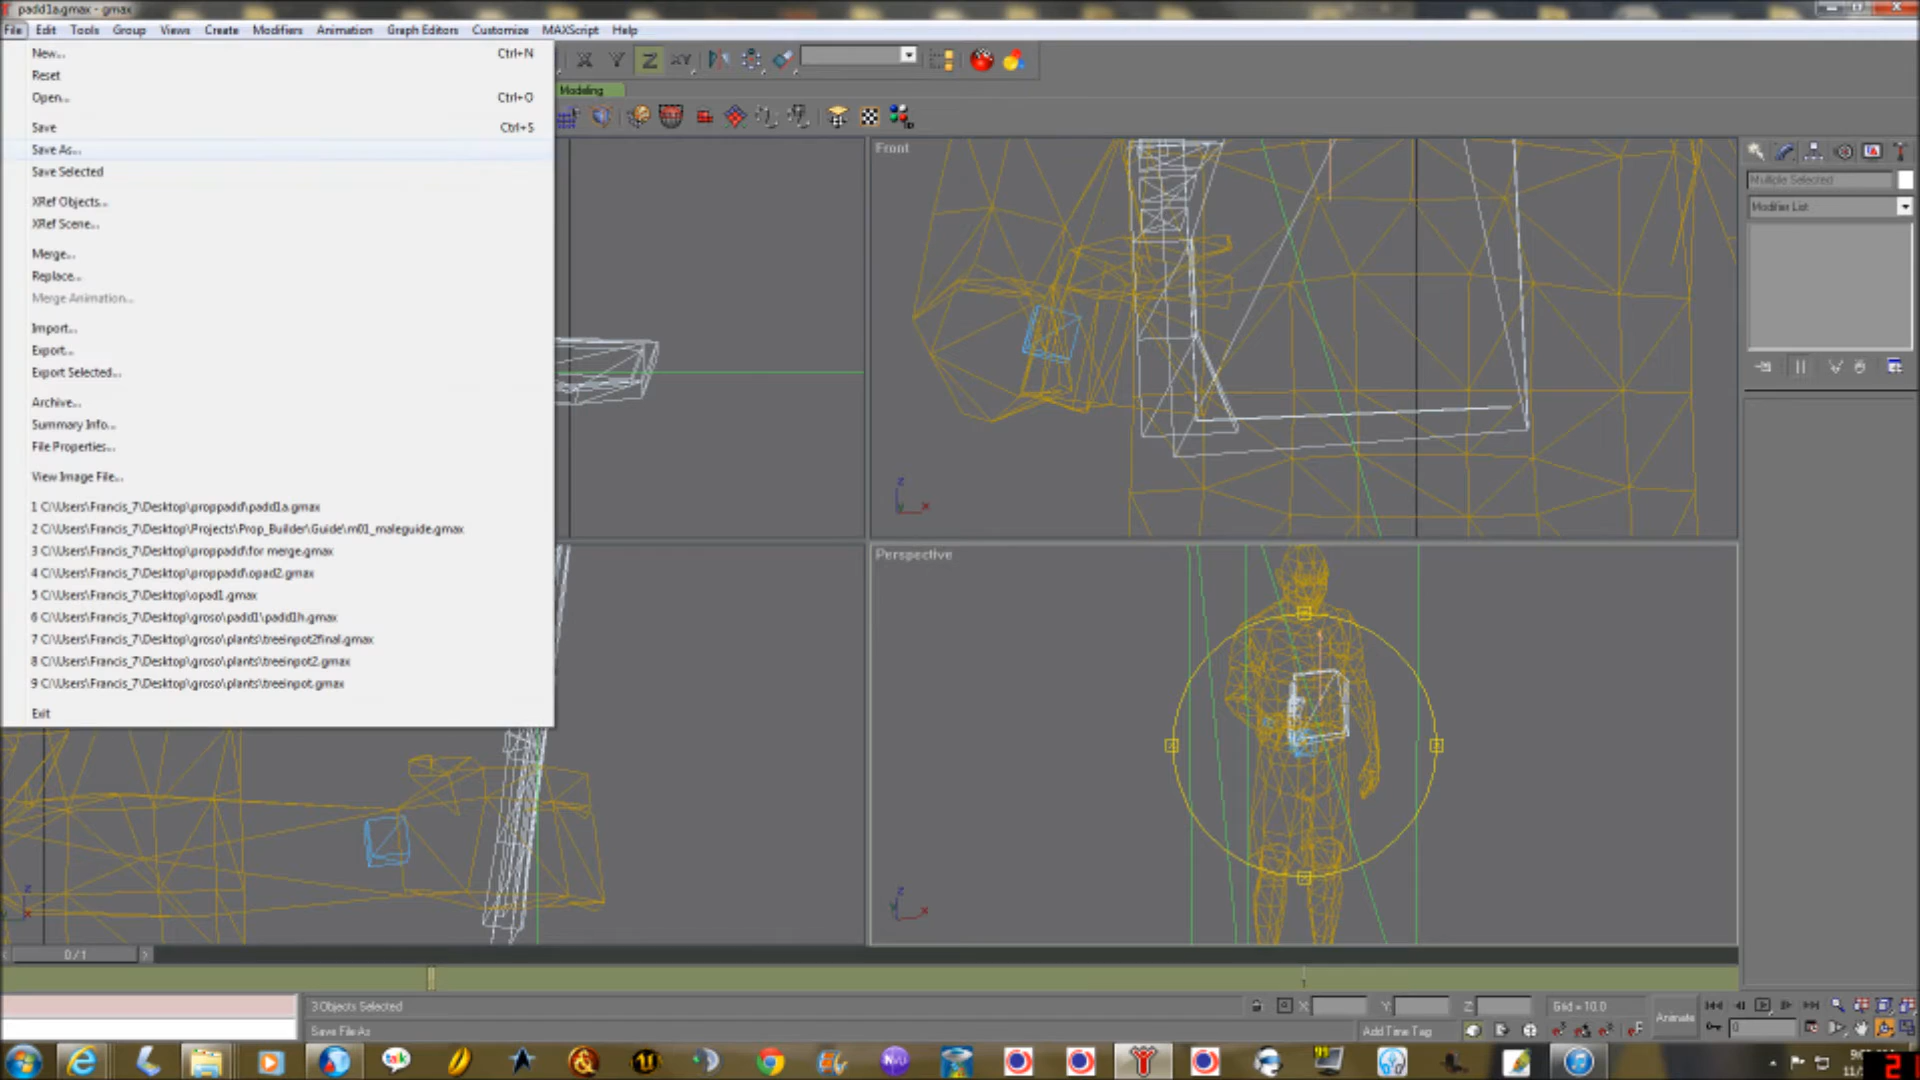 padd1a.gmax - gmax
File Edit Tools Group Views Create Modifiers Animation Graph Editors Customize MAXScript Help
New... Ctrl+N
Reset
Open... Ctrl+O
Save Ctrl+S
Save As...
Save Selected
XRef Objects...
XRef Scene...
Merge...
Replace...
Merge Animation...
Import...
Export...
Export Selected...
Archive...
Summary Info...
File Properties...
View Image File...
1 C:\Users\Francis_7\Desktop\proppadd\padd1a.gmax
2 C:\Users\Francis_7\Desktop\Projects\Prop_Builder\Guide\m01_maleguide.gmax
3 C:\Users\Francis_7\Desktop\proppadd\for merge.gmax
4 C:\Users\Francis_7\Desktop\proppadd\opad2.gmax
5 C:\Users\Francis_7\Desktop\opad1.gmax
6 C:\Users\Francis_7\Desktop\groso\padd1\padd1h.gmax
7 C:\Users\Francis_7\Desktop\groso\plants\treeinpot2final.gmax
8 C:\Users\Francis_7\Desktop\groso\plants\treeinpot2.gmax
9 C:\Users\Francis_7\Desktop\groso\plants\treeinpot.gmax
Exit
X Y Z XY
Modeling
Front
Multiple Selected
Modifier List
Perspective
0 / 1
1
3 Objects Selected
X: Y: Z: Grid = 10.0
Animate
0
Save File As
Add Time Tag
talk